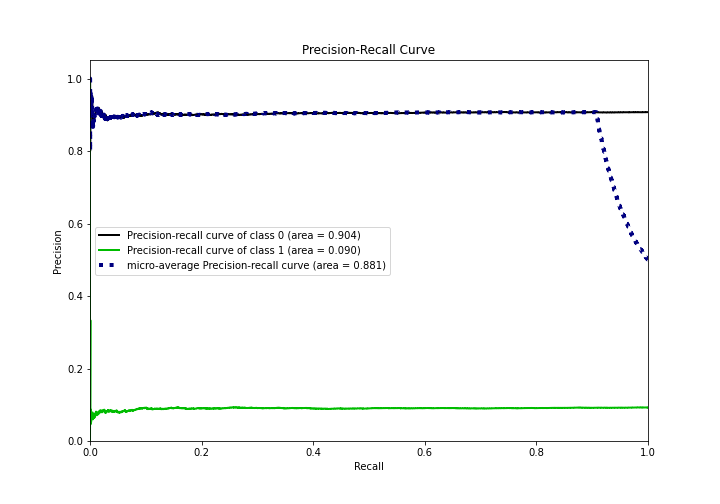 Precision-Recall Curve
Precision
1.0
0.8
0.6
0.4
0.2
0.0
Precision-recall curve of class 0 (area = 0.904)
Precision-recall curve of class 1 (area = 0.090)
micro-average Precision-recall curve (area = 0.881)
0.0 0.2 0.4 0.6 0.8 1.0
Recall